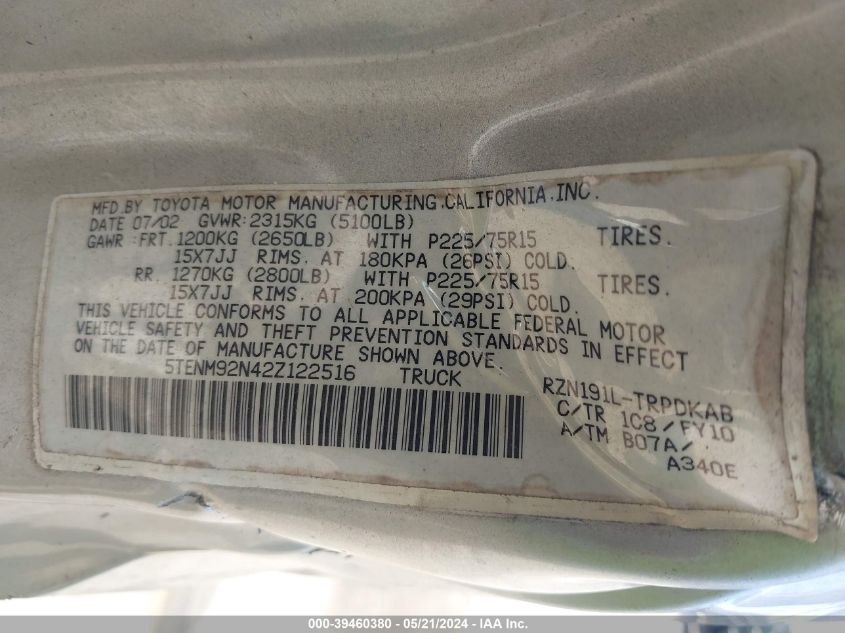 MFD.BY TOYOTA MOTOR MANUFACTURING.CALIFORNIA.INC.
DATE 07/02 GVWR:2315KG (5100LB)
GAWR :FRT.1200KG (2650LB) WITH P225/75R15 TIRES.
15X7JJ RIMS. AT 180KPA (26PSI) COLD.
RR. 1270KG (2800LB) WITH P225/75R15 TIRES.
15X7JJ RIMS. AT 200KPA (29PSI) COLD.
THIS VEHICLE CONFORMS TO ALL APPLICABLE FEDERAL MOTOR
VEHICLE SAFETY AND THEFT PREVENTION STANDARDS IN EFFECT
ON THE DATE OF MANUFACTURE SHOWN ABOVE.
5TENM92N42Z122516 TRUCK
RZN191L-TRPDKAB
C/TR 1C8/FY10
A/TM B07A/
A340E
000-39460380 - 05/21/2024 - IAA Inc.